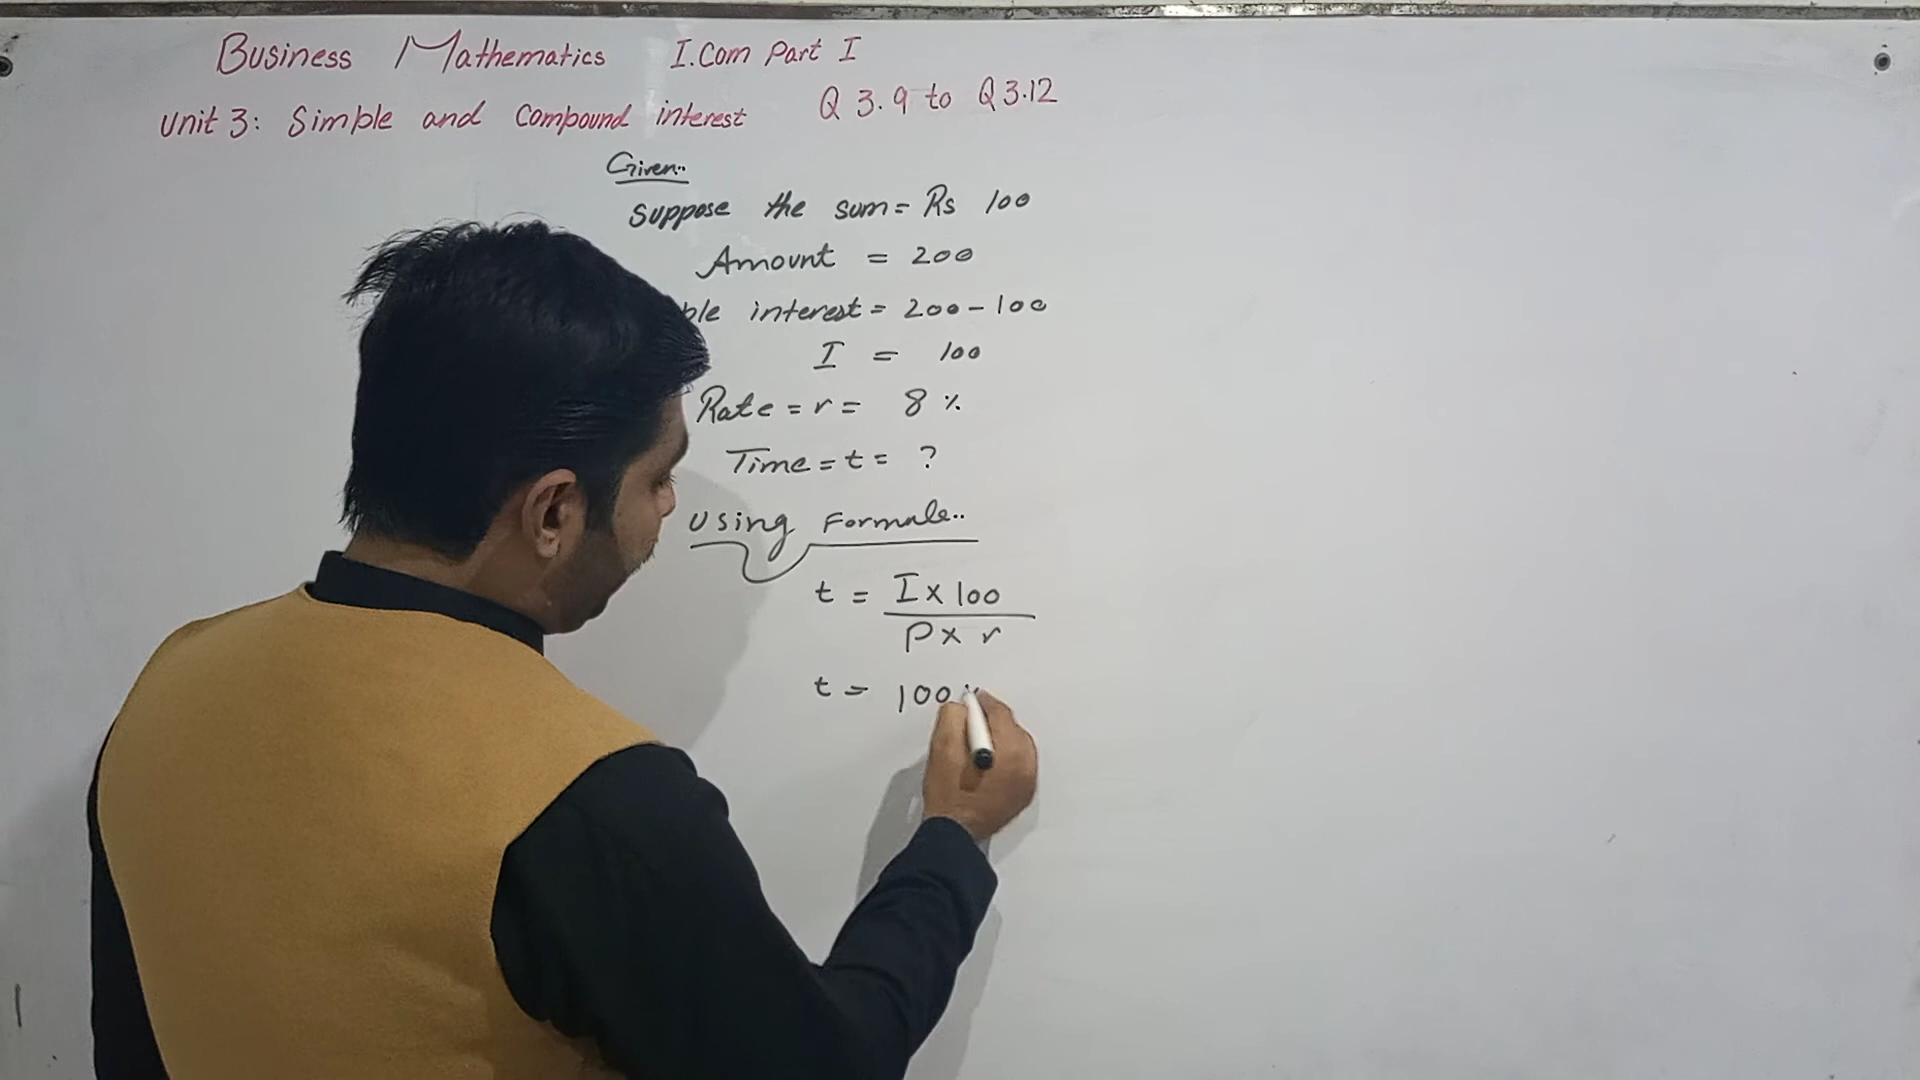 Business Mathematics I.Com Part I
Unit 3: Simple and Compound interest Q 3.9 to Q 3.12
Given..
Suppose the sum = Rs 100
Amount = 200
interest = 200 - 100
I = 100
Rate = r = 8 %
Time = t = ?
Using Formula..
t = I x 100
P x r
t = 100